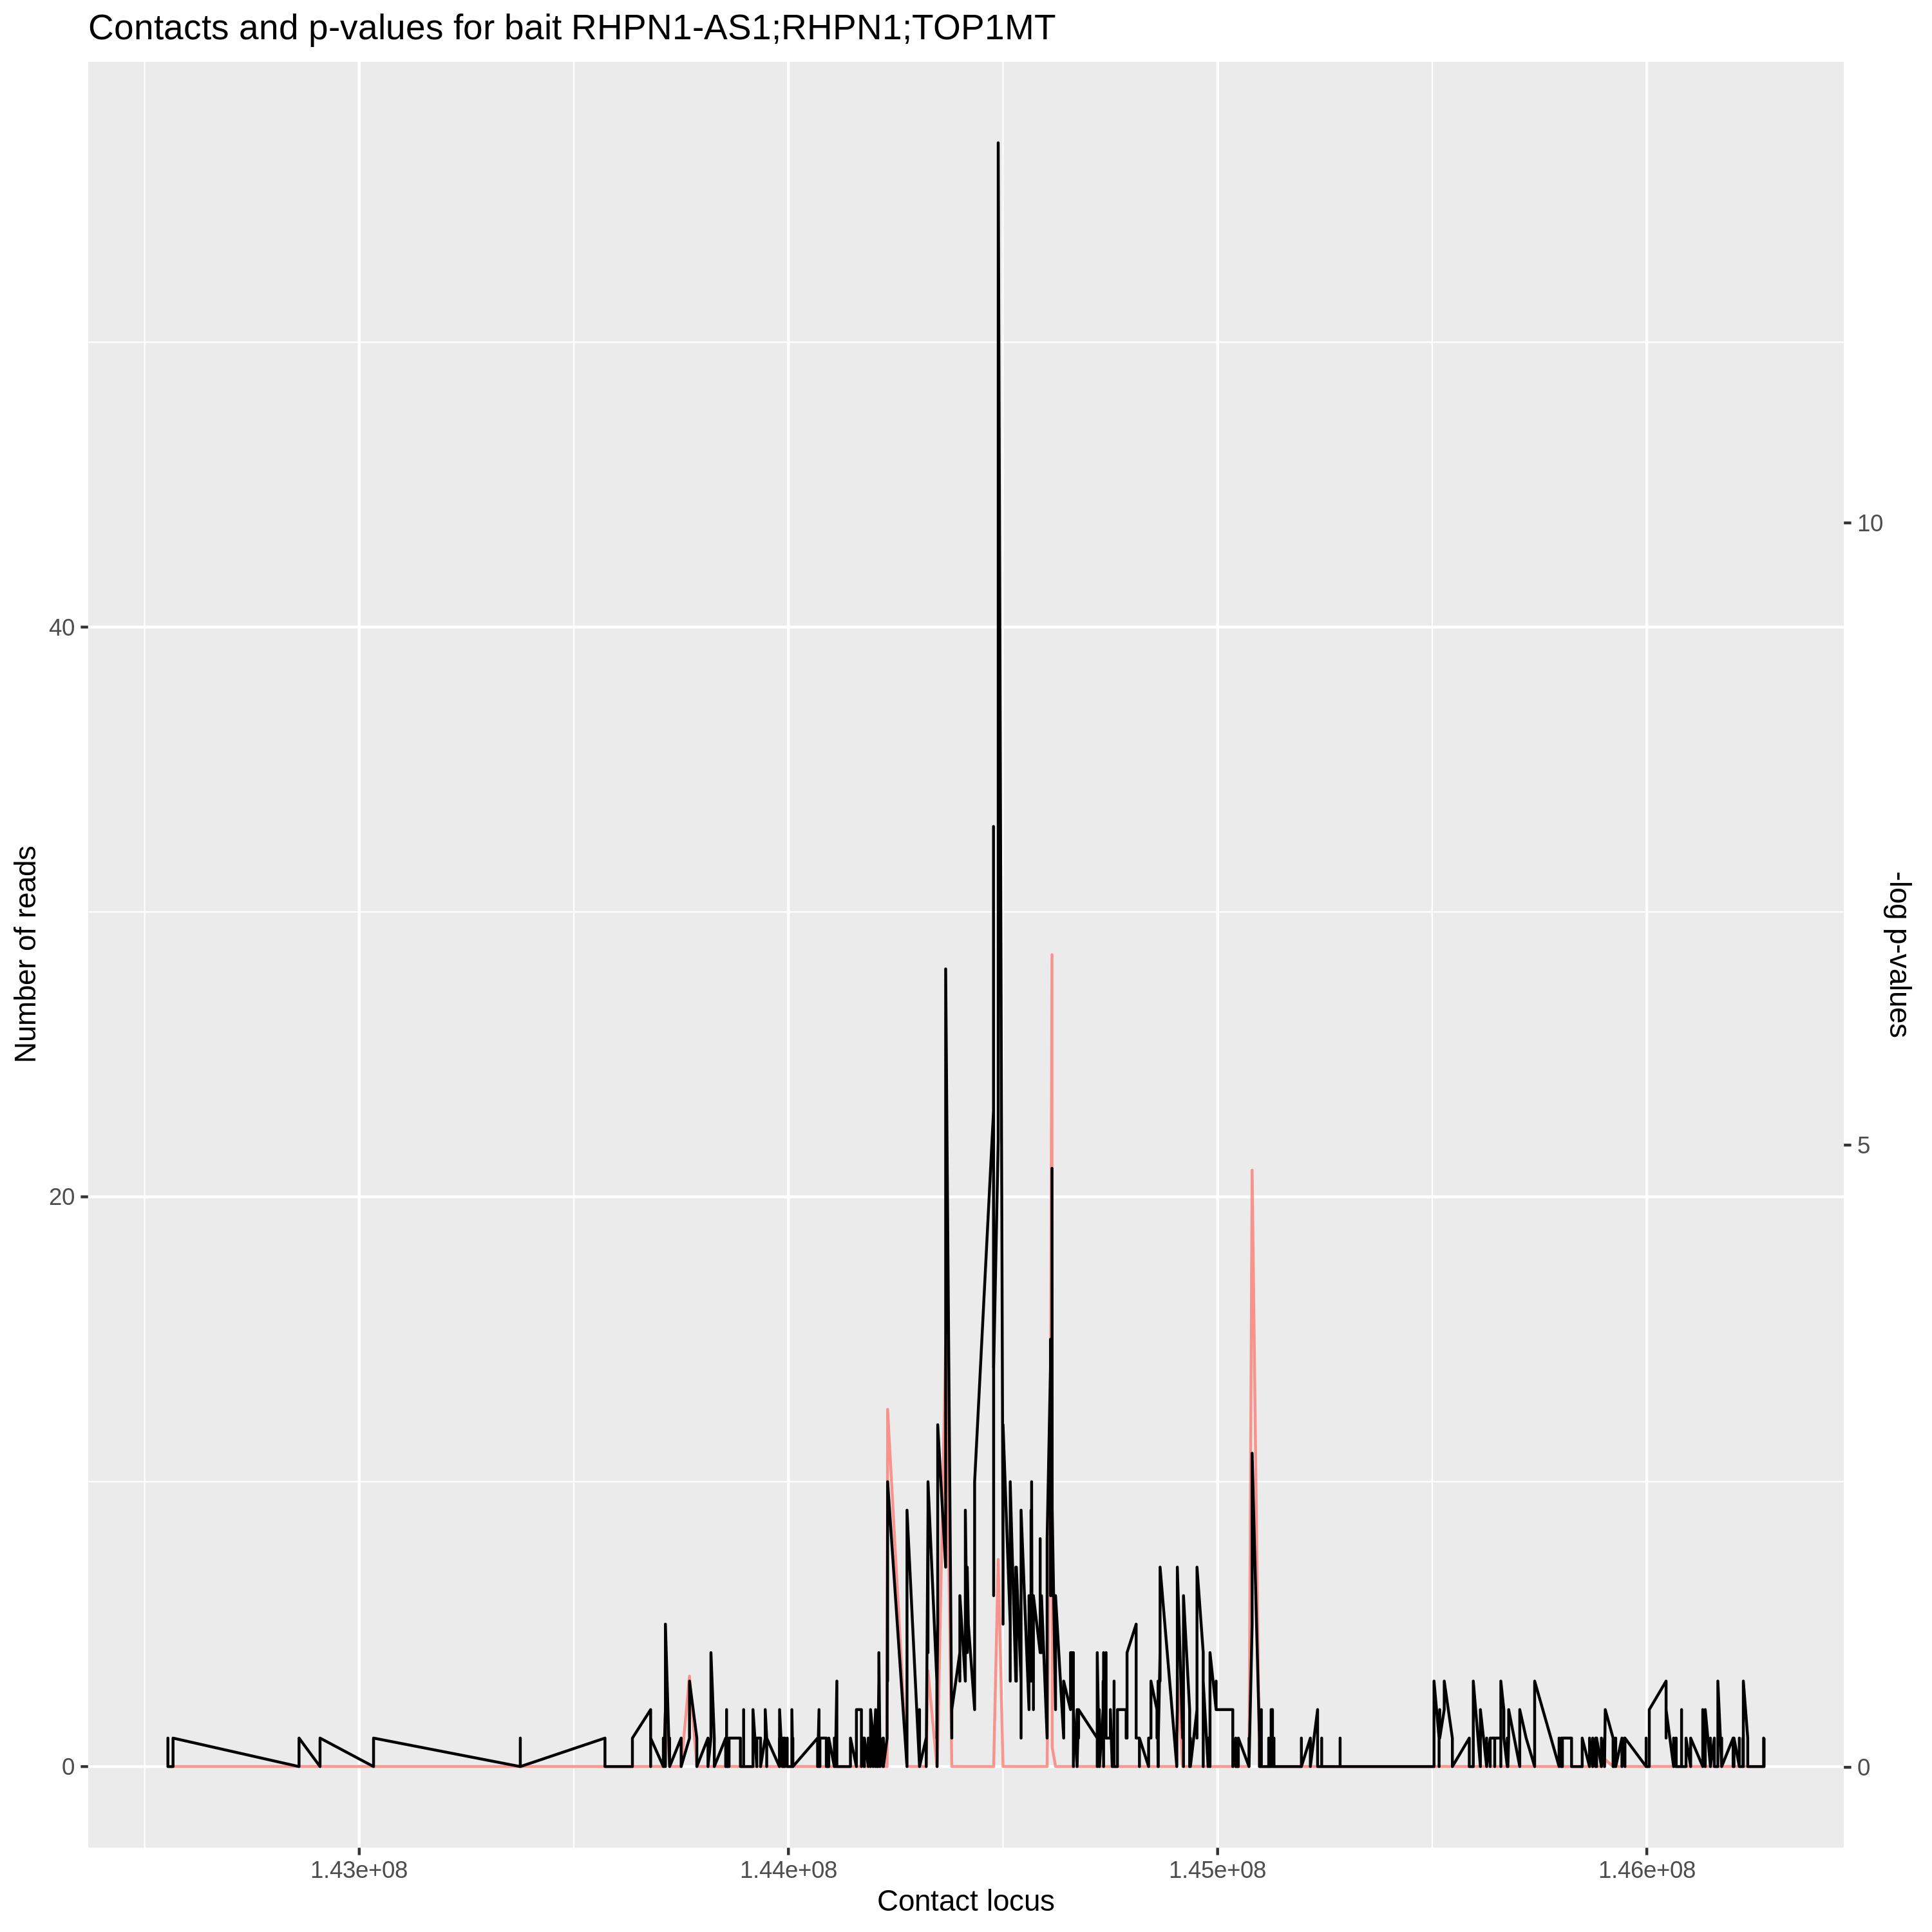 Contacts and p-values for bait RHPN1-AS1;RHPN1;TOP1MT
Number of reads
40
20
0
-log p-values
10
5
0
1.43e+08
1.44e+08
1.45e+08
1.46e+08
Contact locus